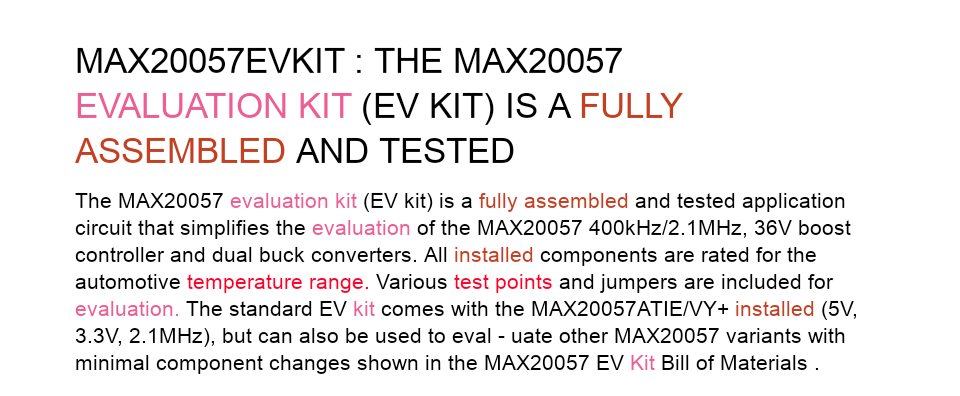 MAX20057EVKIT : THE MAX20057
EVALUATION KIT (EV KIT) IS A FULLY
ASSEMBLED AND TESTED
The MAX20057 evaluation kit (EV kit) is a fully assembled and tested application
circuit that simplifies the evaluation of the MAX20057 400kHz/2.1MHz, 36V boost
controller and dual buck converters. All installed components are rated for the
automotive temperature range. Various test points and jumpers are included for
evaluation. The standard EV kit comes with the MAX20057ATIE/VY+ installed (5V,
3.3V, 2.1MHz), but can also be used to eval - uate other MAX20057 variants with
minimal component changes shown in the MAX20057 EV Kit Bill of Materials .